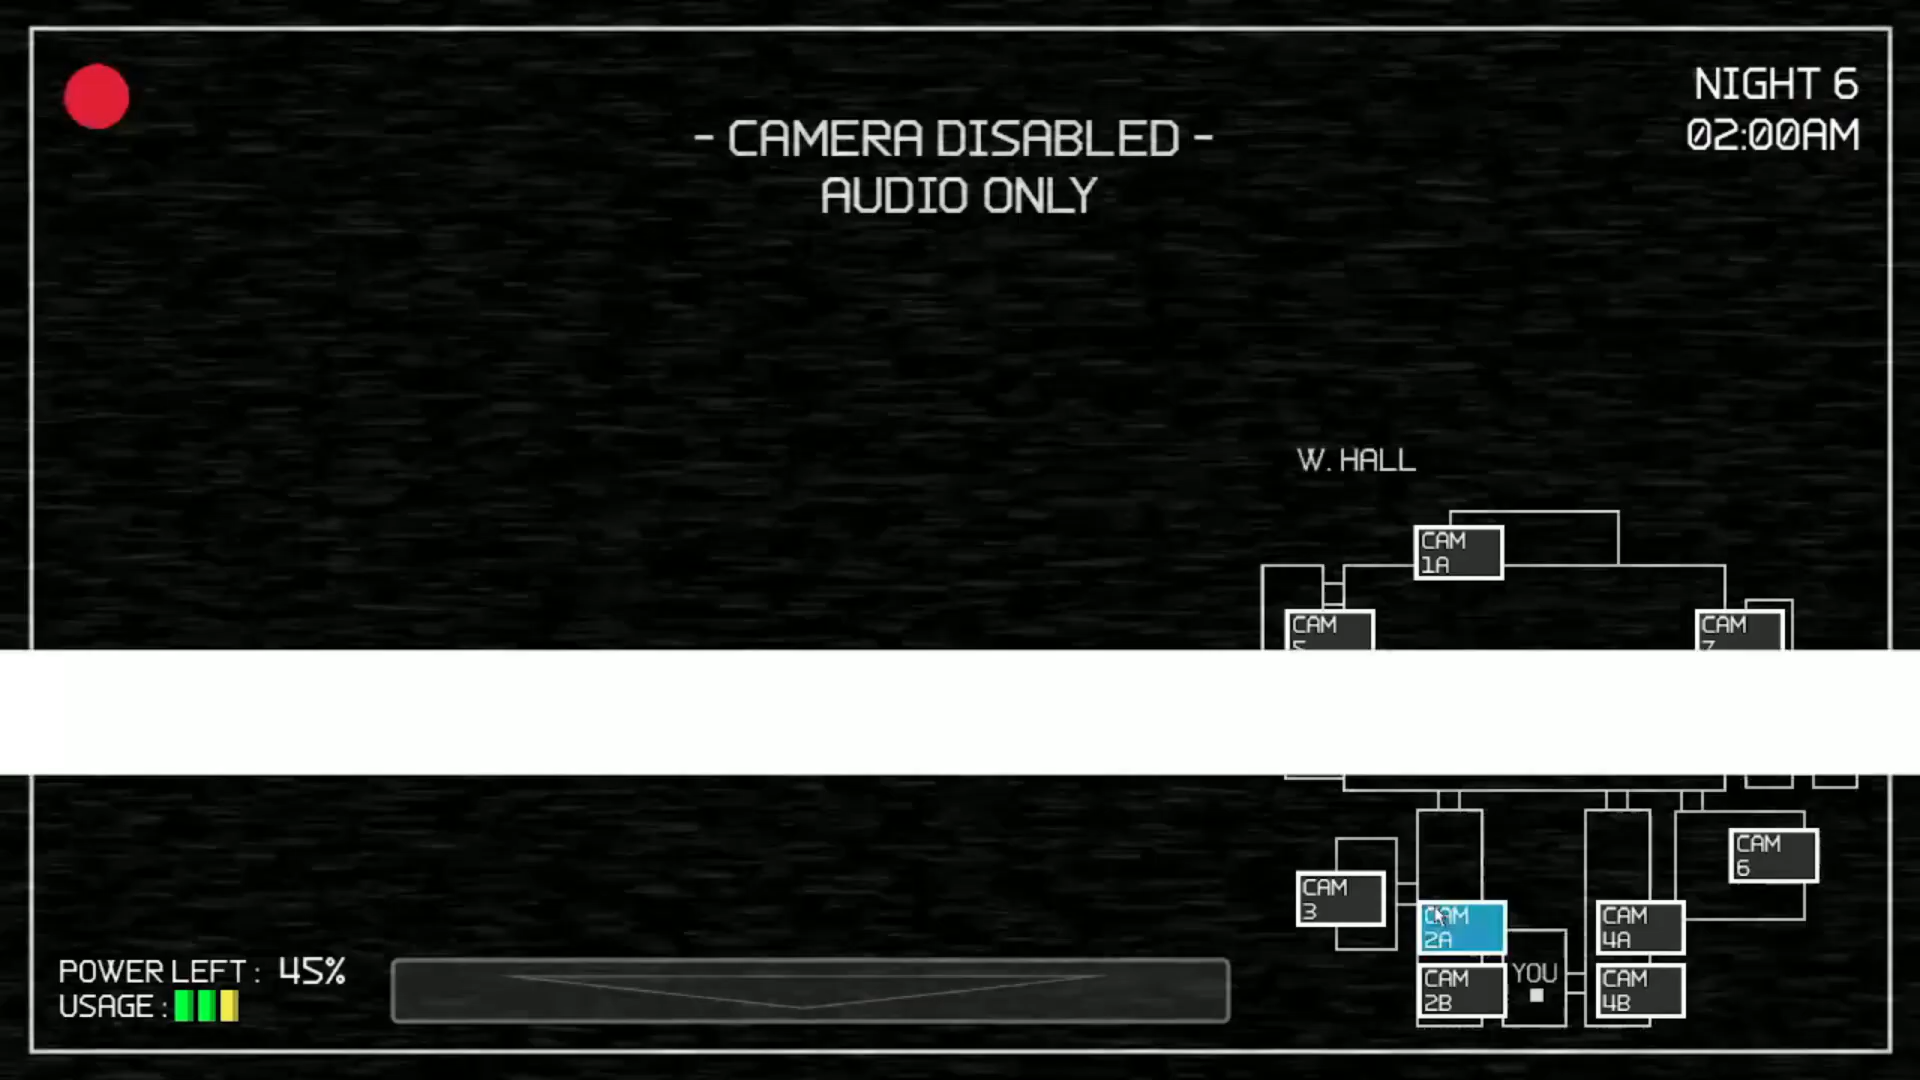 NIGHT 6
02:00AM
- CAMERA DISABLED -
AUDIO ONLY
W. HALL
CAM
1A
CAM
CAM
CAM
6
CAM
3
CAM
2A
CAM
4A
YOU
CAM
2B
CAM
4B
POWER LEFT : 45%
USAGE :